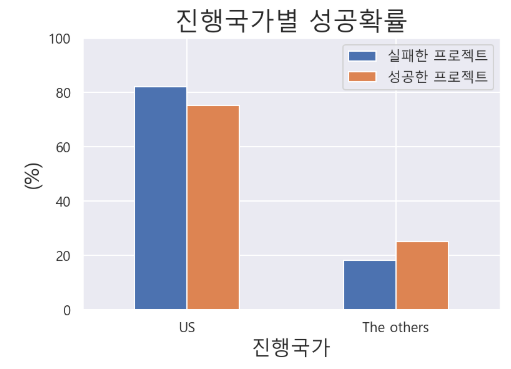 진행국가별 성공확률
100
80
60
40
20
0
(%)
실패한 프로젝트
성공한 프로젝트
US
The others
진행국가